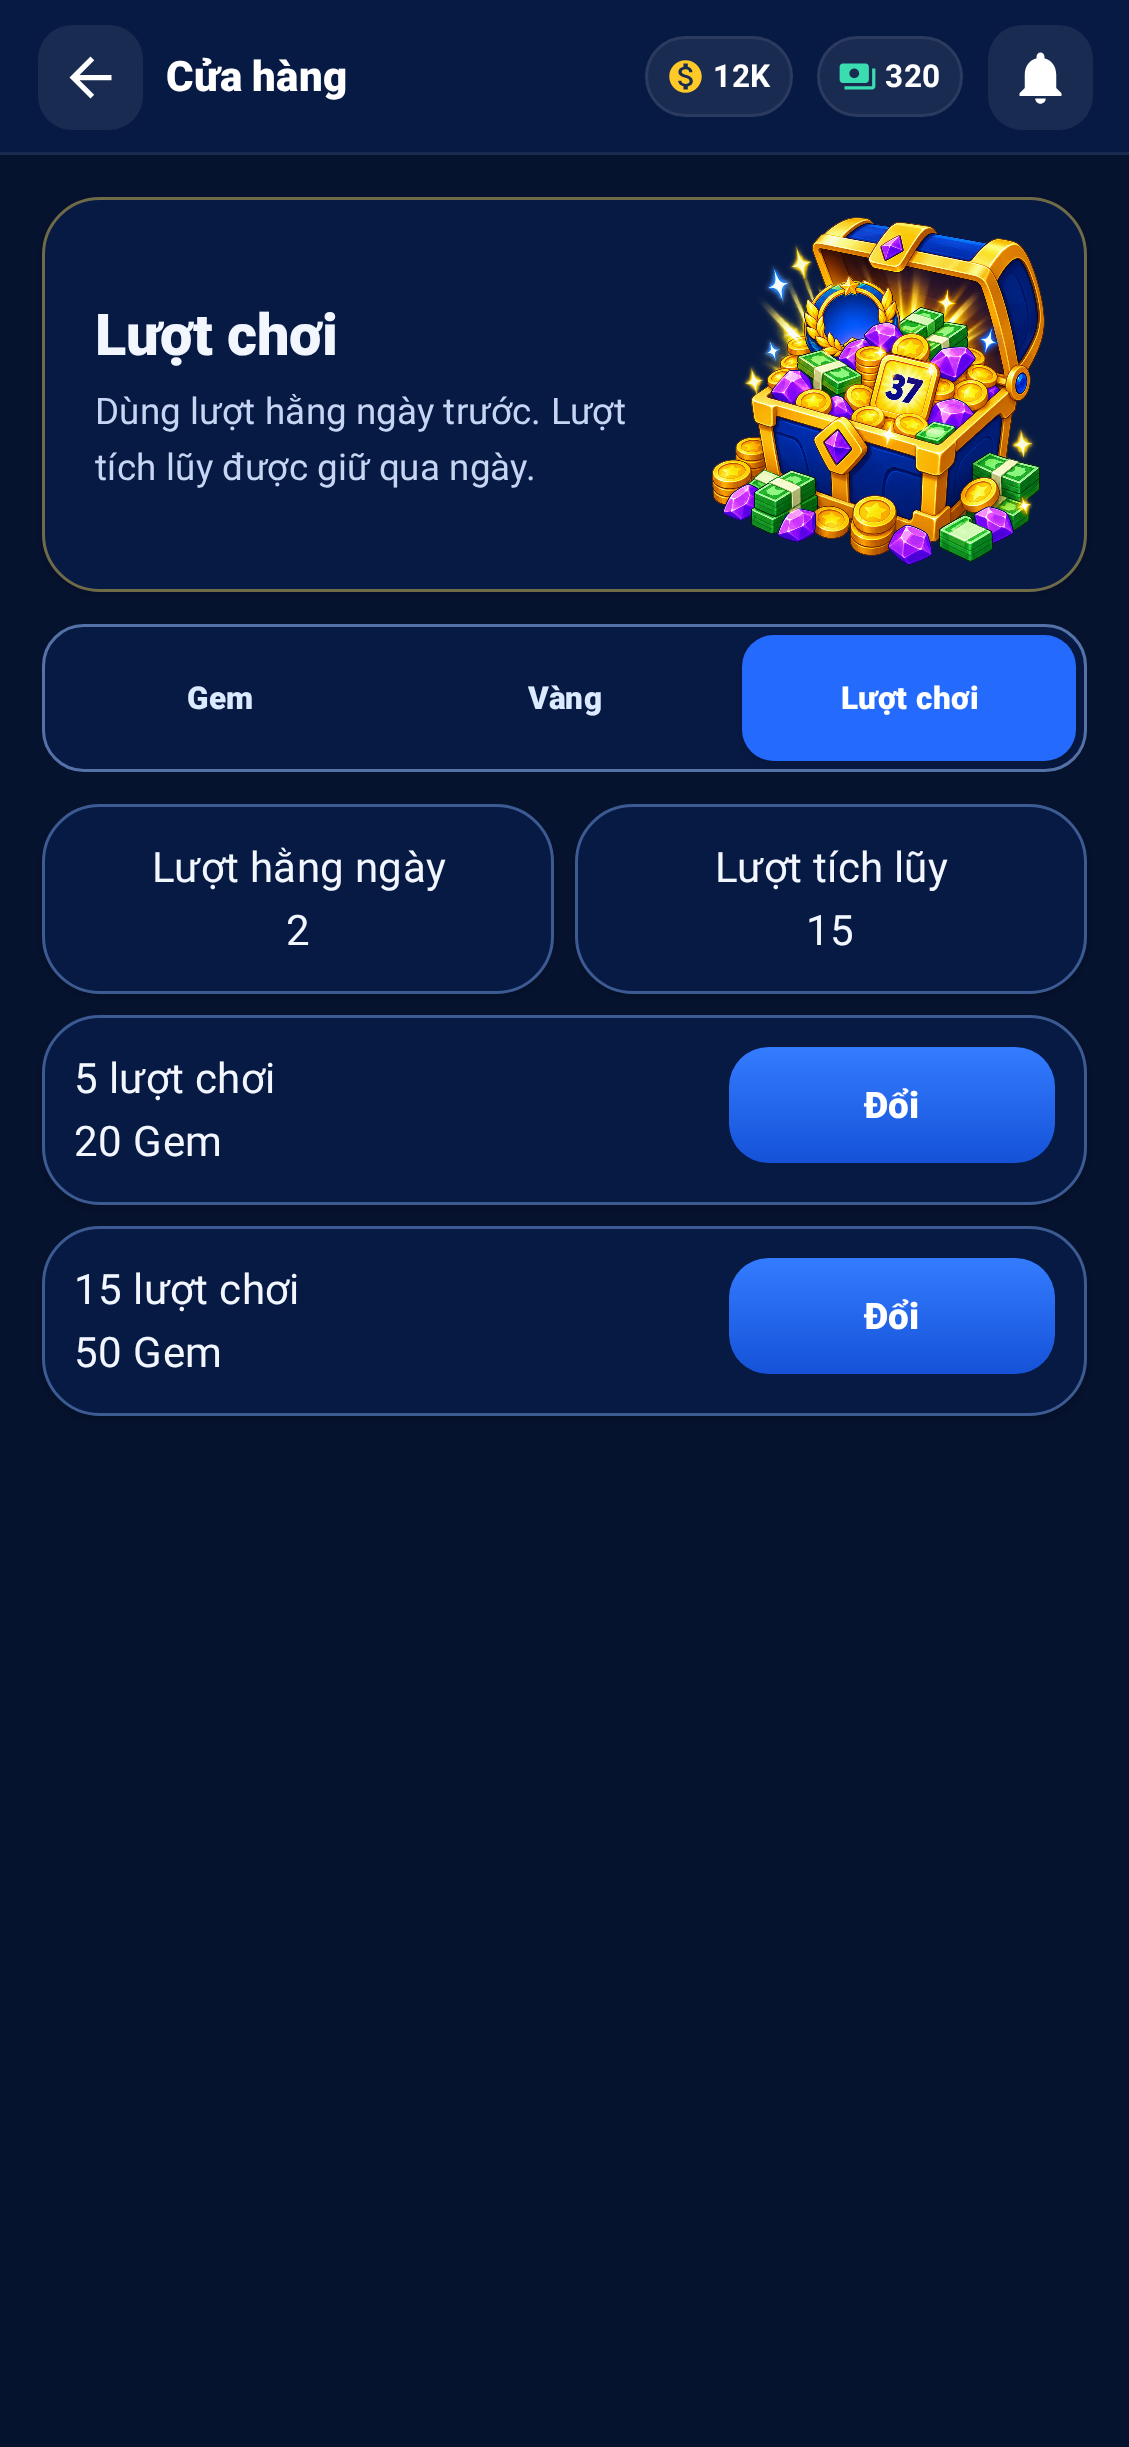 Cửa hàng
12K
320
Lượt chơi
Dùng lượt hằng ngày trước. Lượt
tích lũy được giữ qua ngày.
37
Gem
Vàng
Lượt chơi
Lượt hằng ngày
2
Lượt tích lũy
15
5 lượt chơi
20 Gem
Đổi
15 lượt chơi
50 Gem
Đổi